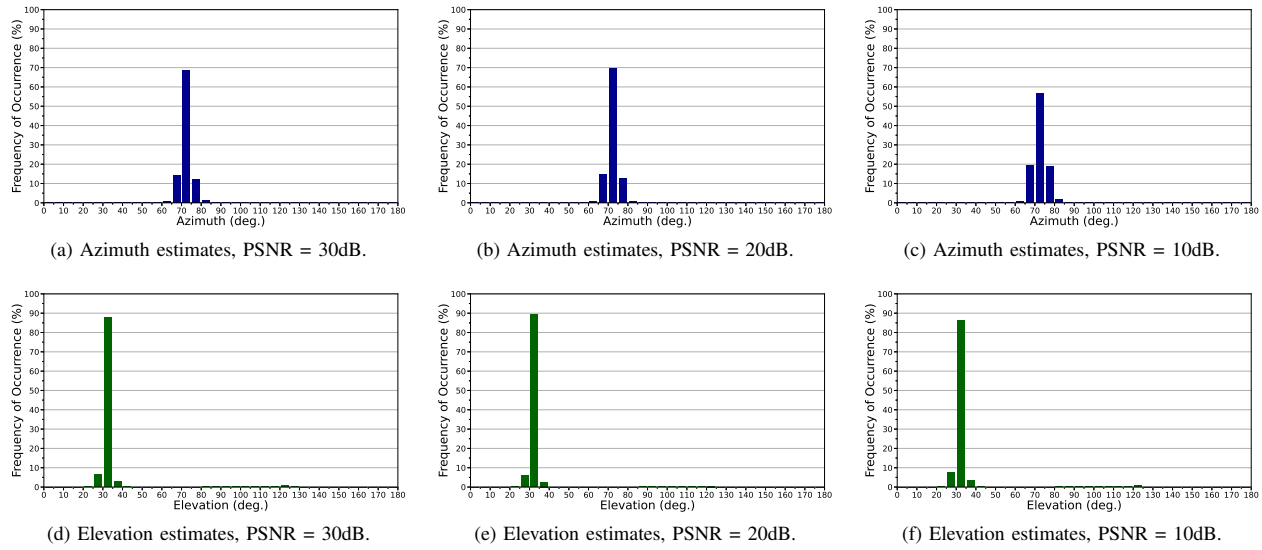 Frequency of Occurrence (%)
100
90
80
70
60
50
40
30
20
10
0
0 10 20 30 40 50 60 70 80 90 100 110 120 130 140 150 160 170 180
Azimuth (deg.)
(a) Azimuth estimates, PSNR = 30dB.
Frequency of Occurrence (%)
100
90
80
70
60
50
40
30
20
10
0
0 10 20 30 40 50 60 70 80 90 100 110 120 130 140 150 160 170 180
Azimuth (deg.)
(b) Azimuth estimates, PSNR = 20dB.
Frequency of Occurrence (%)
100
90
80
70
60
50
40
30
20
10
0
0 10 20 30 40 50 60 70 80 90 100 110 120 130 140 150 160 170 180
Azimuth (deg.)
(c) Azimuth estimates, PSNR = 10dB.
Frequency of Occurrence (%)
100
90
80
70
60
50
40
30
20
10
0
0 10 20 30 40 50 60 70 80 90 100 110 120 130 140 150 160 170 180
Elevation (deg.)
(d) Elevation estimates, PSNR = 30dB.
Frequency of Occurrence (%)
100
90
80
70
60
50
40
30
20
10
0
0 10 20 30 40 50 60 70 80 90 100 110 120 130 140 150 160 170 180
Elevation (deg.)
(e) Elevation estimates, PSNR = 20dB.
Frequency of Occurrence (%)
100
90
80
70
60
50
40
30
20
10
0
0 10 20 30 40 50 60 70 80 90 100 110 120 130 140 150 160 170 180
Elevation (deg.)
(f) Elevation estimates, PSNR = 10dB.